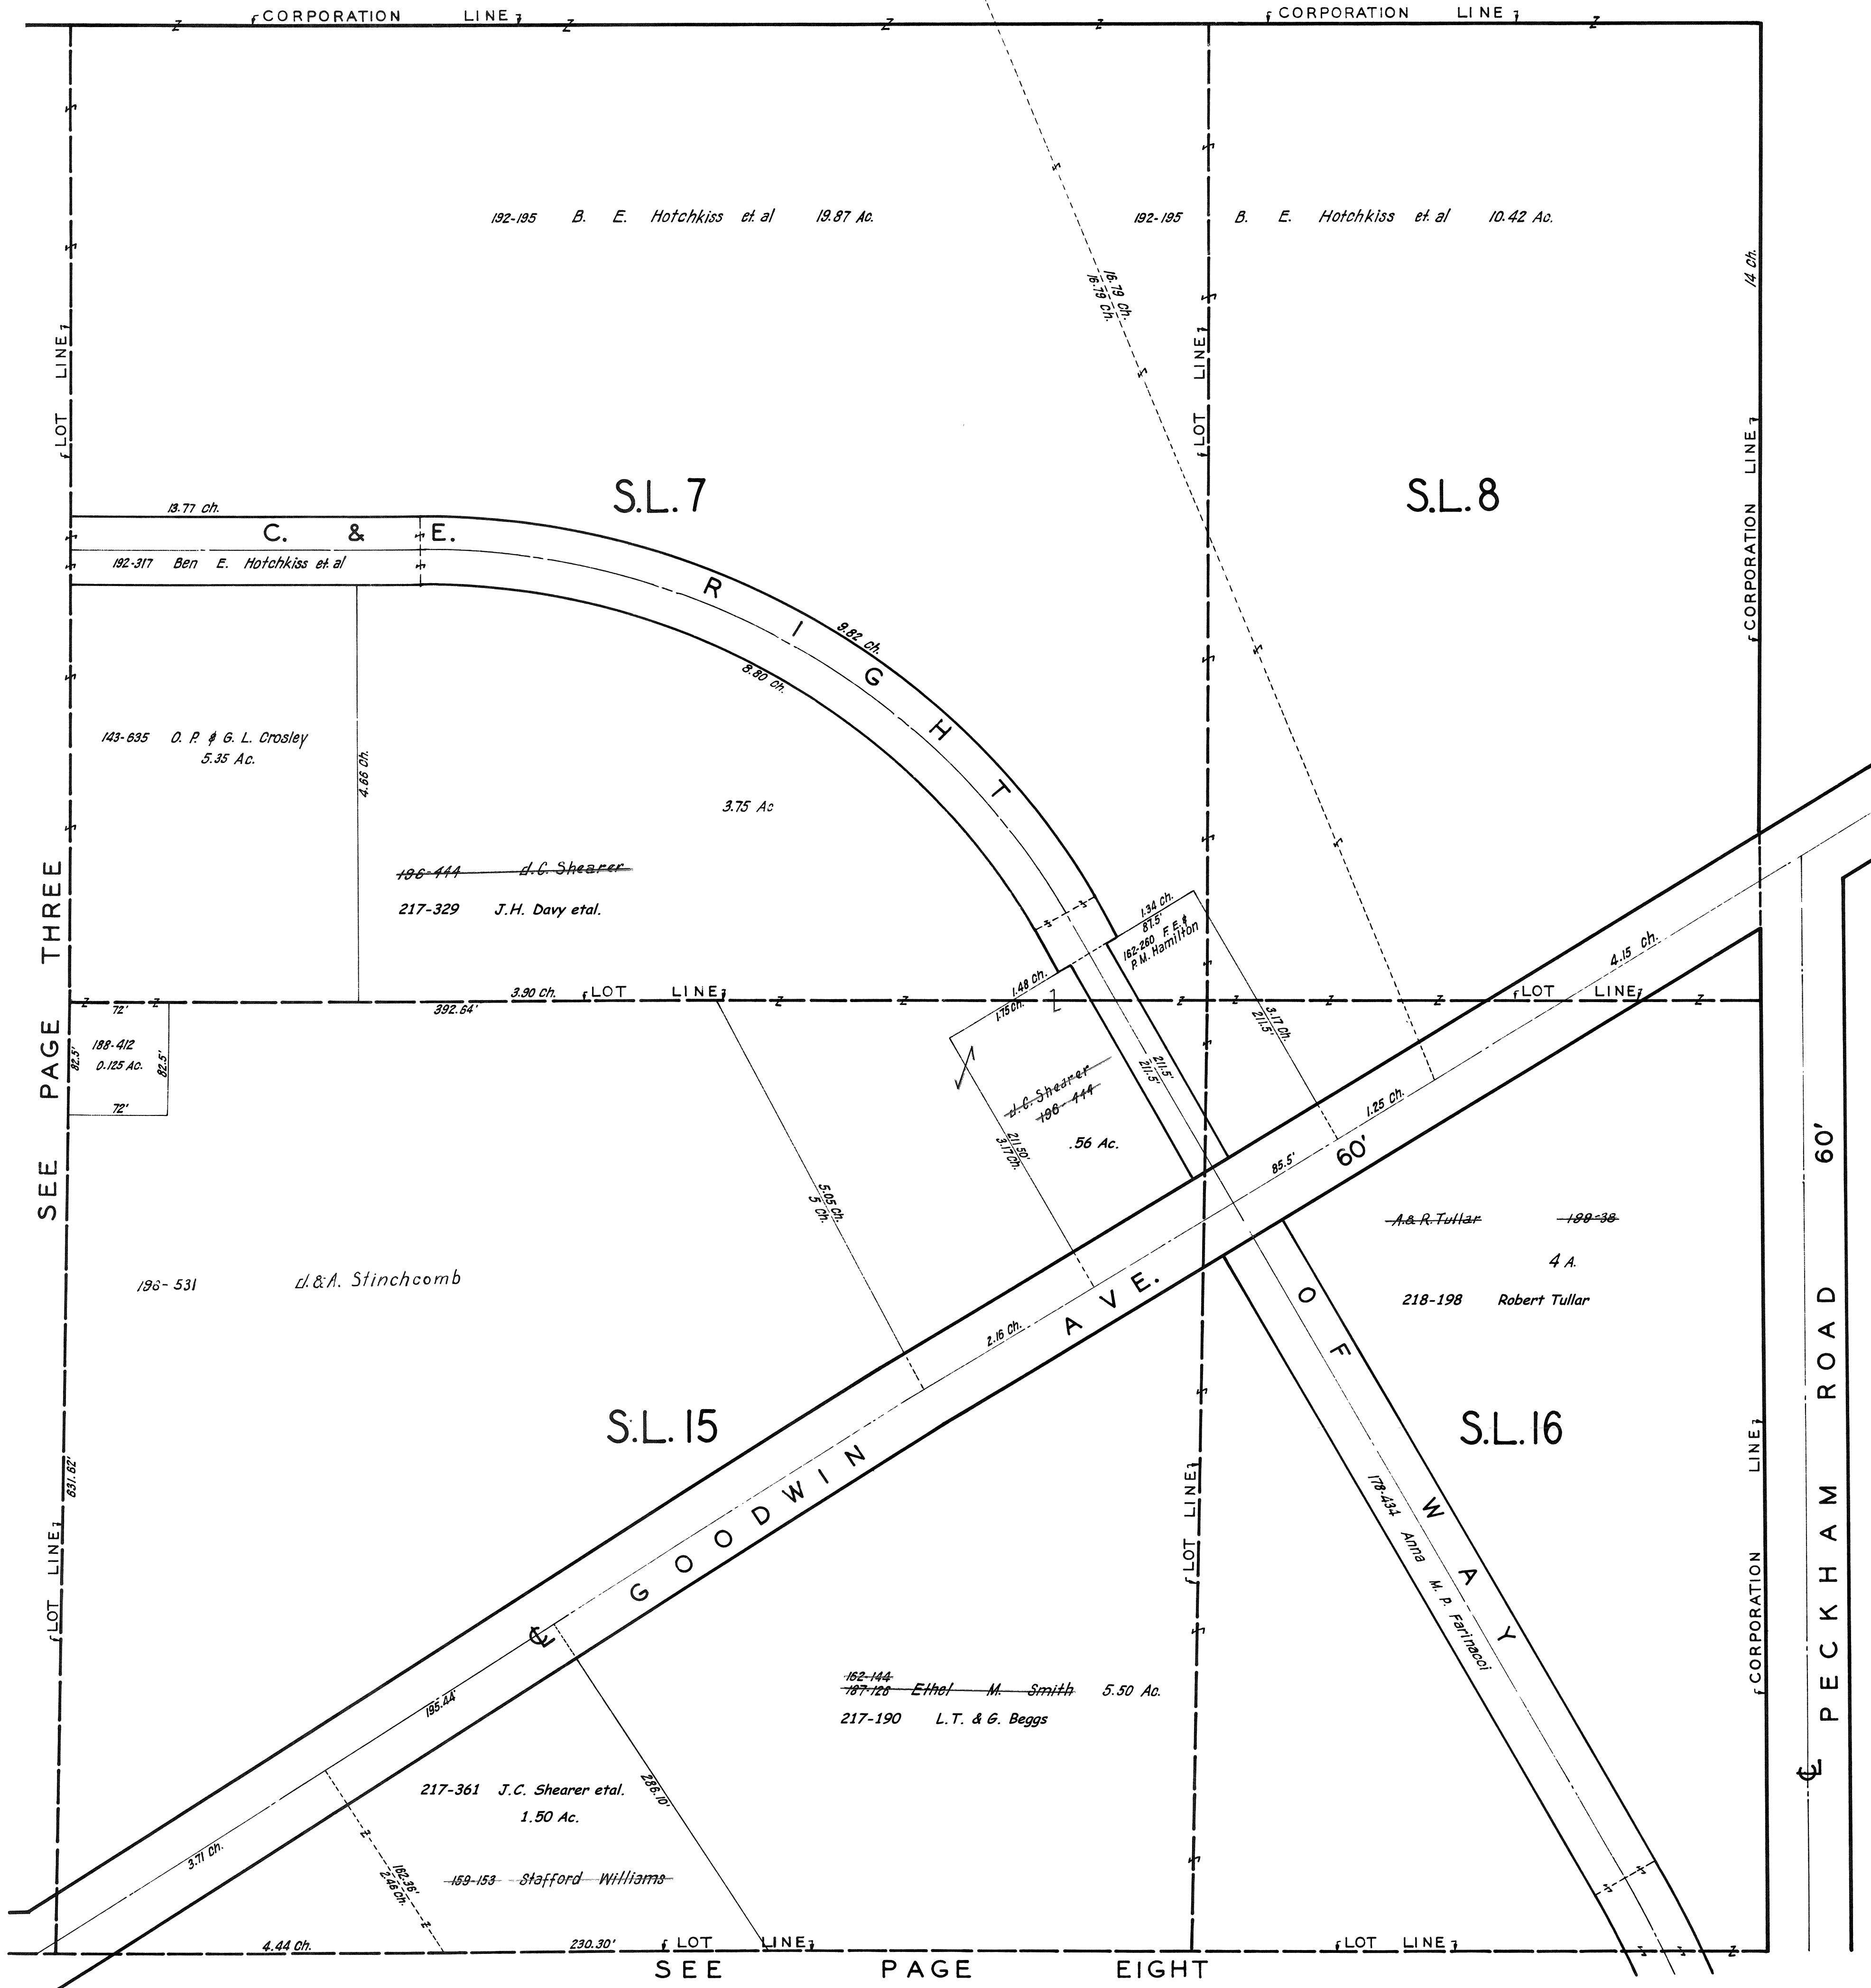 CORPORATION LINE
CORPORATION LINE
192-195 B. E. Hotchkiss et. al 19.87 Ac.
192-195 B. E. Hotchkiss et. al 10.42 Ac.
14 Ch.
16.79 Ch.
16.79 Ch.
LOT LINE
LOT LINE
CORPORATION LINE
S.L. 7
S.L. 8
13.77 Ch.
C. & E.
192-317 Ben E. Hotchkiss et. al
RIGHT
9.82 Ch.
8.80 Ch.
143-635 O. P. & G. L. Crosley
5.35 Ac.
4.66 Ch.
3.75 Ac
196-444 J.C. Shearer
217-329 J.H. Davy etal.
SEE PAGE THREE
1.34 Ch.
87.5'
162-260 F. E. &
P. M. Hamilton
4.15 Ch.
1.48 Ch.
1.75 Ch.
3.90 Ch.
LOT LINE
392.64'
LOT LINE
Z
72'
82.5'
188-412
0.125 Ac.
82.5'
72'
3.17 Ch.
211.5'
211.5'
211.5'
J.C. Shearer
196-444
.56 Ac.
211.50'
3.17 Ch.
1.25 Ch.
60'
85.5'
5.05 Ch.
5 Ch.
A.& R. Tullar 199-38
4 A.
218-198 Robert Tullar
196-531 J. & A. Stinchcomb
2.16 Ch.
GOODWIN AVE.
OF WAY
S.L. 15
S.L. 16
631.62'
LOT LINE
LOT LINE
CORPORATION LINE
PECKHAM ROAD 60'
178-434 Anna M. P. Farinacci
℄
℄
195.44'
162-144
187-126 Ethel M. Smith 5.50 Ac.
217-190 L.T. & G. Beggs
217-361 J.C. Shearer etal.
1.50 Ac.
286.10'
3.71 Ch.
162.36'
2.46 Ch.
159-153 Stafford Williams
4.44 Ch.
230.30'
LOT LINE
LOT LINE
SEE PAGE EIGHT